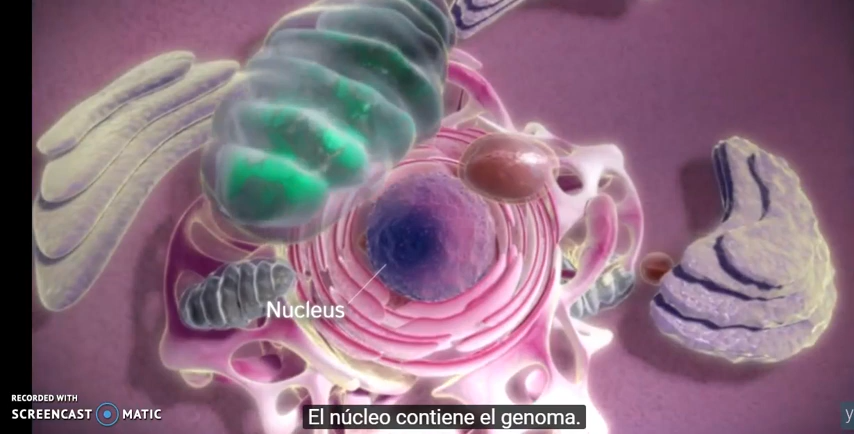 Nucleus
RECORDED WITH
SCREENCAST MATIC
El núcleo contiene el genoma.
y